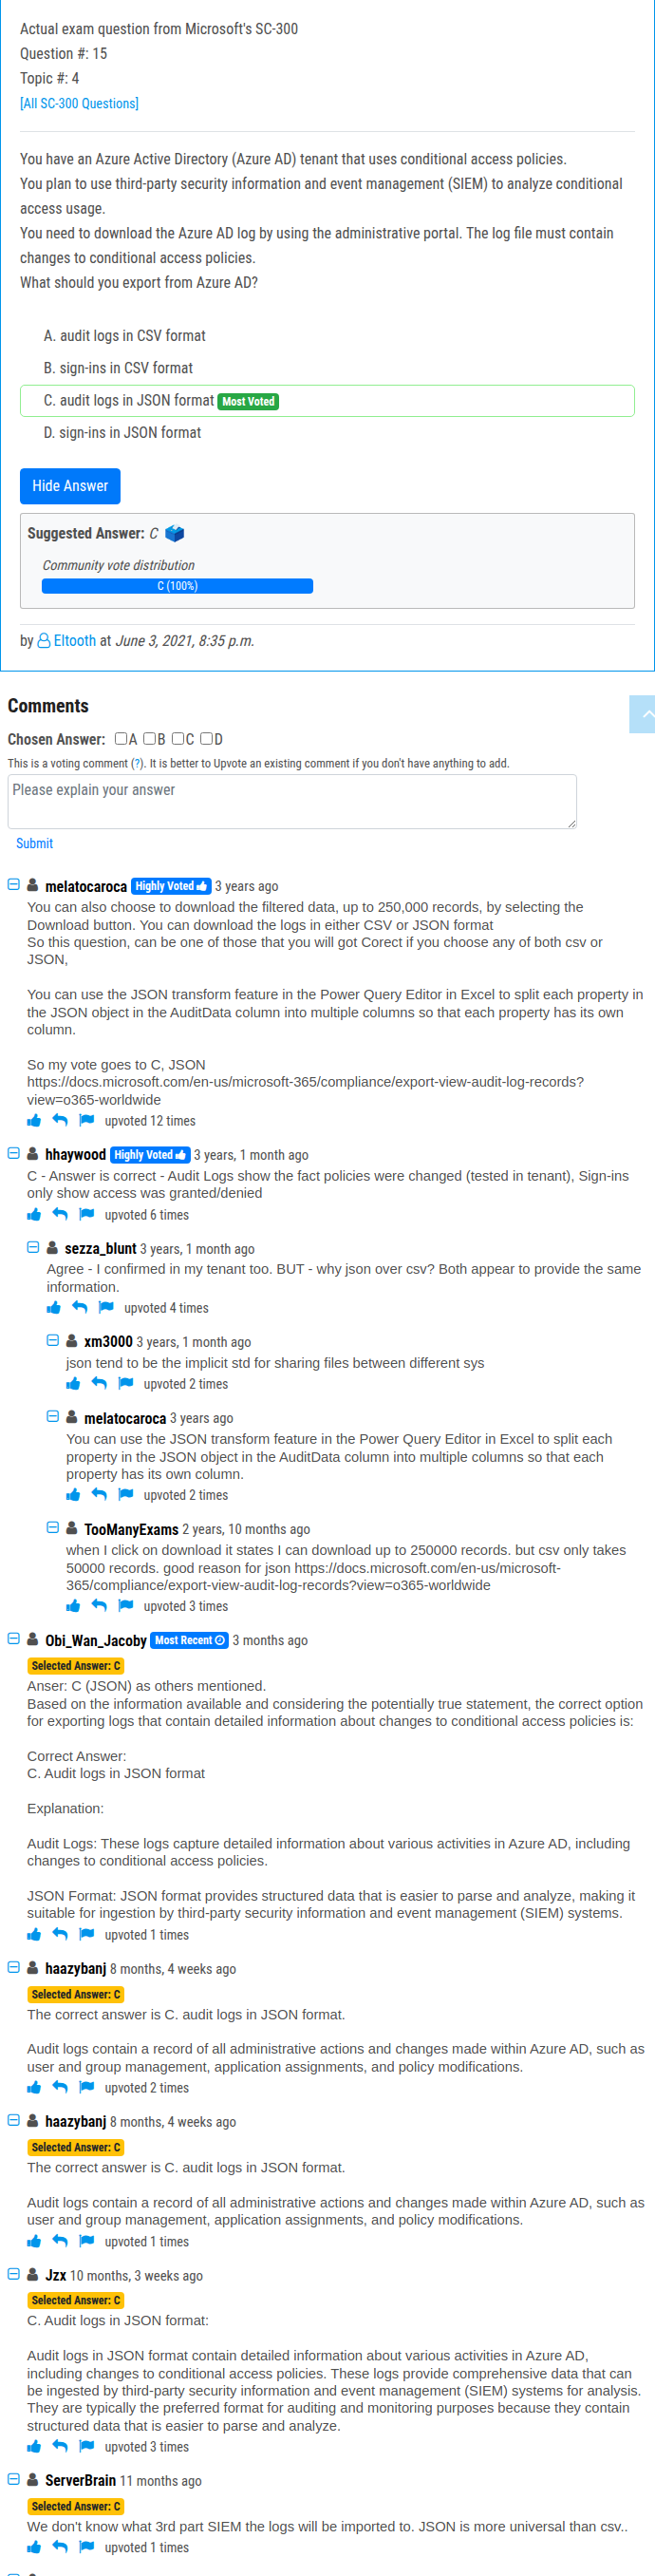 Actual exam question from Microsoft's SC-300
Question #: 15
Topic #: 4
[All SC-300 Questions]
You have an Azure Active Directory (Azure AD) tenant that uses conditional access policies.
You plan to use third-party security information and event management (SIEM) to analyze conditional
access usage.
You need to download the Azure AD log by using the administrative portal. The log file must contain
changes to conditional access policies.
What should you export from Azure AD?
A. audit logs in CSV format
B. sign-ins in CSV format
C. audit logs in JSON format Most Voted
D. sign-ins in JSON format
Hide Answer
Suggested Answer: C
Community vote distribution
C (100%)
by Eltooth at June 3, 2021, 8:35 p.m.
Comments
Chosen Answer: A B C D
This is a voting comment (?). It is better to Upvote an existing comment if you don't have anything to add.
Please explain your answer
Submit
melatocaroca Highly Voted 3 years ago
You can also choose to download the filtered data, up to 250,000 records, by selecting the
Download button. You can download the logs in either CSV or JSON format
So this question, can be one of those that you will got Corect if you choose any of both csv or
JSON,
You can use the JSON transform feature in the Power Query Editor in Excel to split each property in
the JSON object in the AuditData column into multiple columns so that each property has its own
column.
So my vote goes to C, JSON
https://docs.microsoft.com/en-us/microsoft-365/compliance/export-view-audit-log-records?
view=o365-worldwide
upvoted 12 times
hhaywood Highly Voted 3 years, 1 month ago
C - Answer is correct - Audit Logs show the fact policies were changed (tested in tenant), Sign-ins
only show access was granted/denied
upvoted 6 times
sezza_blunt 3 years, 1 month ago
Agree - I confirmed in my tenant too. BUT - why json over csv? Both appear to provide the same
information.
upvoted 4 times
xm3000 3 years, 1 month ago
json tend to be the implicit std for sharing files between different sys
upvoted 2 times
melatocaroca 3 years ago
You can use the JSON transform feature in the Power Query Editor in Excel to split each
property in the JSON object in the AuditData column into multiple columns so that each
property has its own column.
upvoted 2 times
TooManyExams 2 years, 10 months ago
when I click on download it states I can download up to 250000 records. but csv only takes
50000 records. good reason for json https://docs.microsoft.com/en-us/microsoft-
365/compliance/export-view-audit-log-records?view=o365-worldwide
upvoted 3 times
Obi_Wan_Jacoby Most Recent 3 months ago
Selected Answer: C
Anser: C (JSON) as others mentioned.
Based on the information available and considering the potentially true statement, the correct option
for exporting logs that contain detailed information about changes to conditional access policies is:
Correct Answer:
C. Audit logs in JSON format
Explanation:
Audit Logs: These logs capture detailed information about various activities in Azure AD, including
changes to conditional access policies.
JSON Format: JSON format provides structured data that is easier to parse and analyze, making it
suitable for ingestion by third-party security information and event management (SIEM) systems.
upvoted 1 times
haazybanj 8 months, 4 weeks ago
Selected Answer: C
The correct answer is C. audit logs in JSON format.
Audit logs contain a record of all administrative actions and changes made within Azure AD, such as
user and group management, application assignments, and policy modifications.
upvoted 2 times
haazybanj 8 months, 4 weeks ago
Selected Answer: C
The correct answer is C. audit logs in JSON format.
Audit logs contain a record of all administrative actions and changes made within Azure AD, such as
user and group management, application assignments, and policy modifications.
upvoted 1 times
Jzx 10 months, 3 weeks ago
Selected Answer: C
C. Audit logs in JSON format:
Audit logs in JSON format contain detailed information about various activities in Azure AD,
including changes to conditional access policies. These logs provide comprehensive data that can
be ingested by third-party security information and event management (SIEM) systems for analysis.
They are typically the preferred format for auditing and monitoring purposes because they contain
structured data that is easier to parse and analyze.
upvoted 3 times
ServerBrain 11 months ago
Selected Answer: C
We don't know what 3rd part SIEM the logs will be imported to. JSON is more universal than csv..
upvoted 1 times